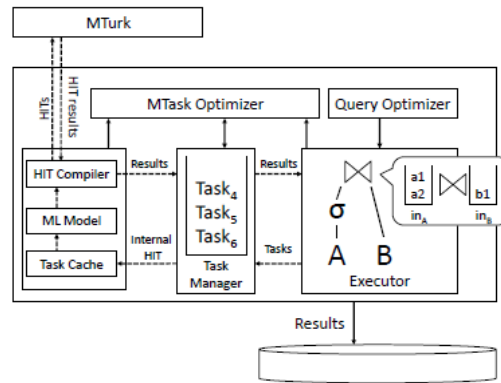 MTurk
HITs
HIT results
MTask Optimizer
Query Optimizer
HIT Compiler
Results
Results
Task4
Task5
Task6
a1
a2
b1
inA
inB
σ
ML Model
Internal
HIT
Tasks
Task Cache
Task
Manager
A
B
Executor
Results